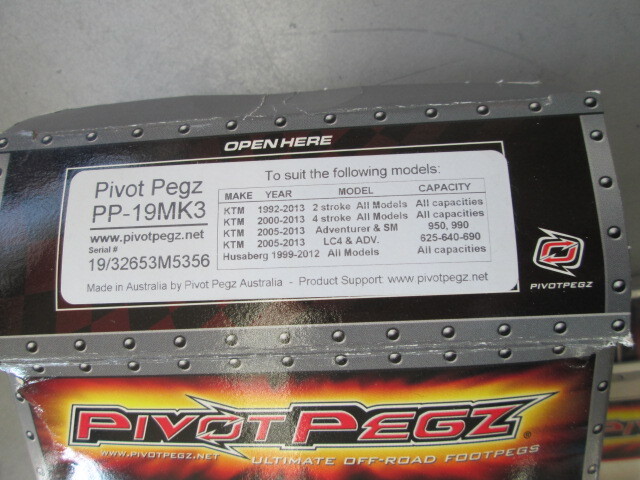 OPEN HERE
Pivot Pegz
PP-19MK3
www.pivotpegz.net
Serial #
19/32653M5356
To suit the following models:
MAKE YEAR MODEL CAPACITY
KTM 1992-2013 2 stroke All Models All capacities
KTM 2000-2013 4 stroke All Models All capacities
KTM 2005-2013 Adventurer & SM 950, 990
KTM 2005-2013 LC4 & ADV. 625-640-690
Husaberg 1999-2012 All Models All capacities
Made in Australia by Pivot Pegz Australia - Product Support: www.pivotpegz.net
PIVOTPEGZ
PIVOT PEGZ®
WWW.PIVOTPEGZ.NET ULTIMATE OFF-ROAD FOOTPEGS